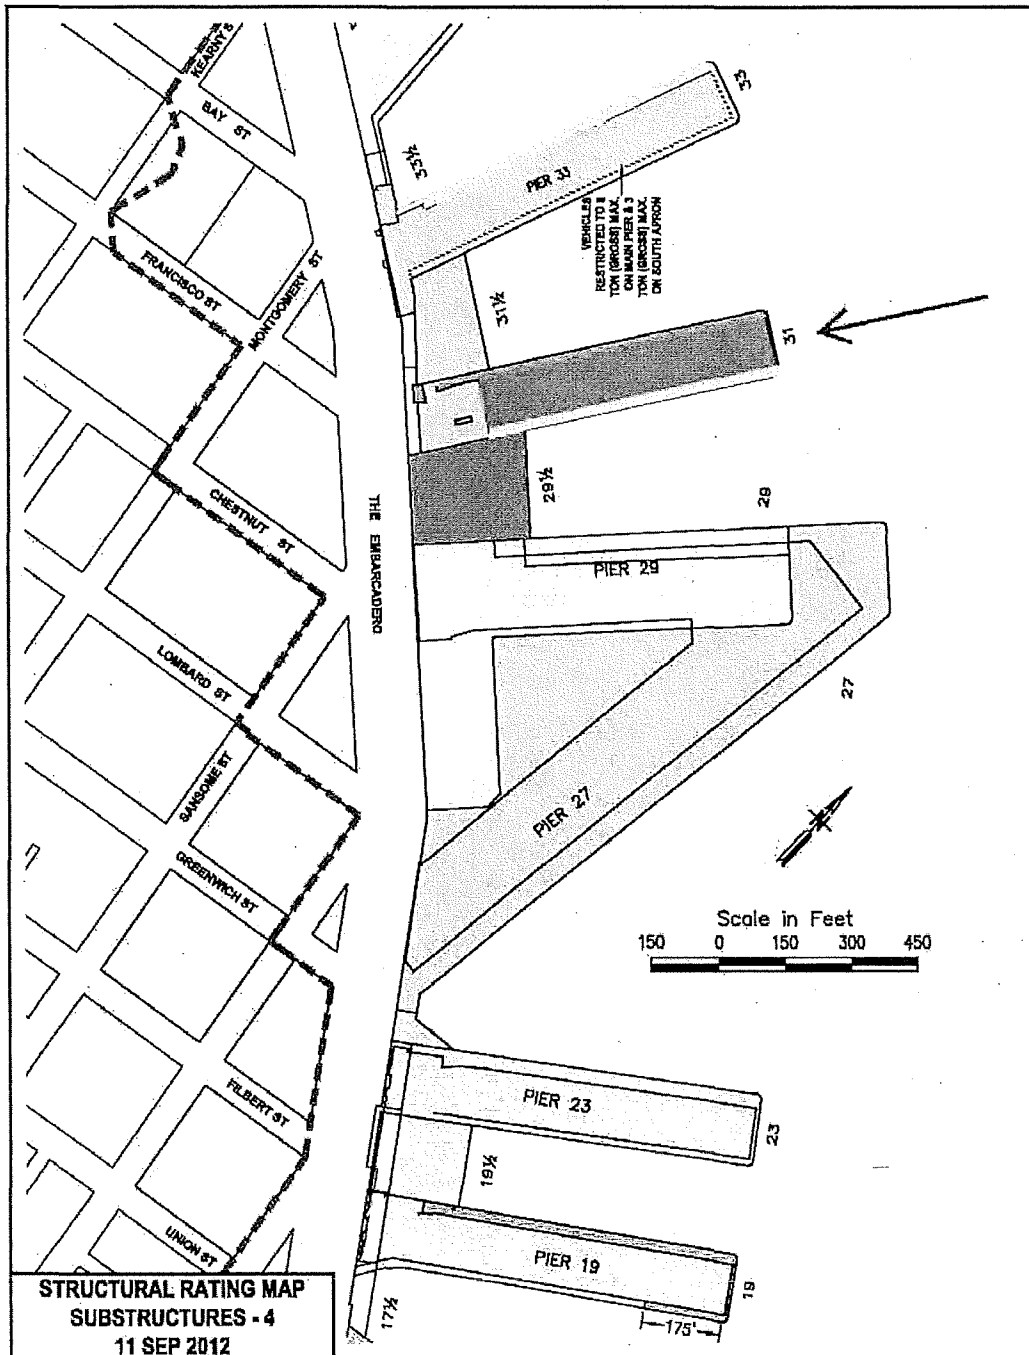 KEARNY S
BAY ST
33½
33
PIER 33
VEHICLES
RESTRICTED TO 8
TON (GROSS) MAX.
ON MAIN PIER & 3
TON (GROSS) MAX.
ON SOUTH APRON
FRANCISCO ST
MONTGOMERY ST
31½
31
CHESTNUT ST
THE EMBARCADERO
29½
29
PIER 29
LOMBARD ST
27
SANSOME ST
PIER 27
GREENWICH ST
Scale in Feet
150 0 150 300 450
FILBERT ST
PIER 23
23
19½
UNION ST
PIER 19
19
17½
175'
STRUCTURAL RATING MAP
SUBSTRUCTURES - 4
11 SEP 2012